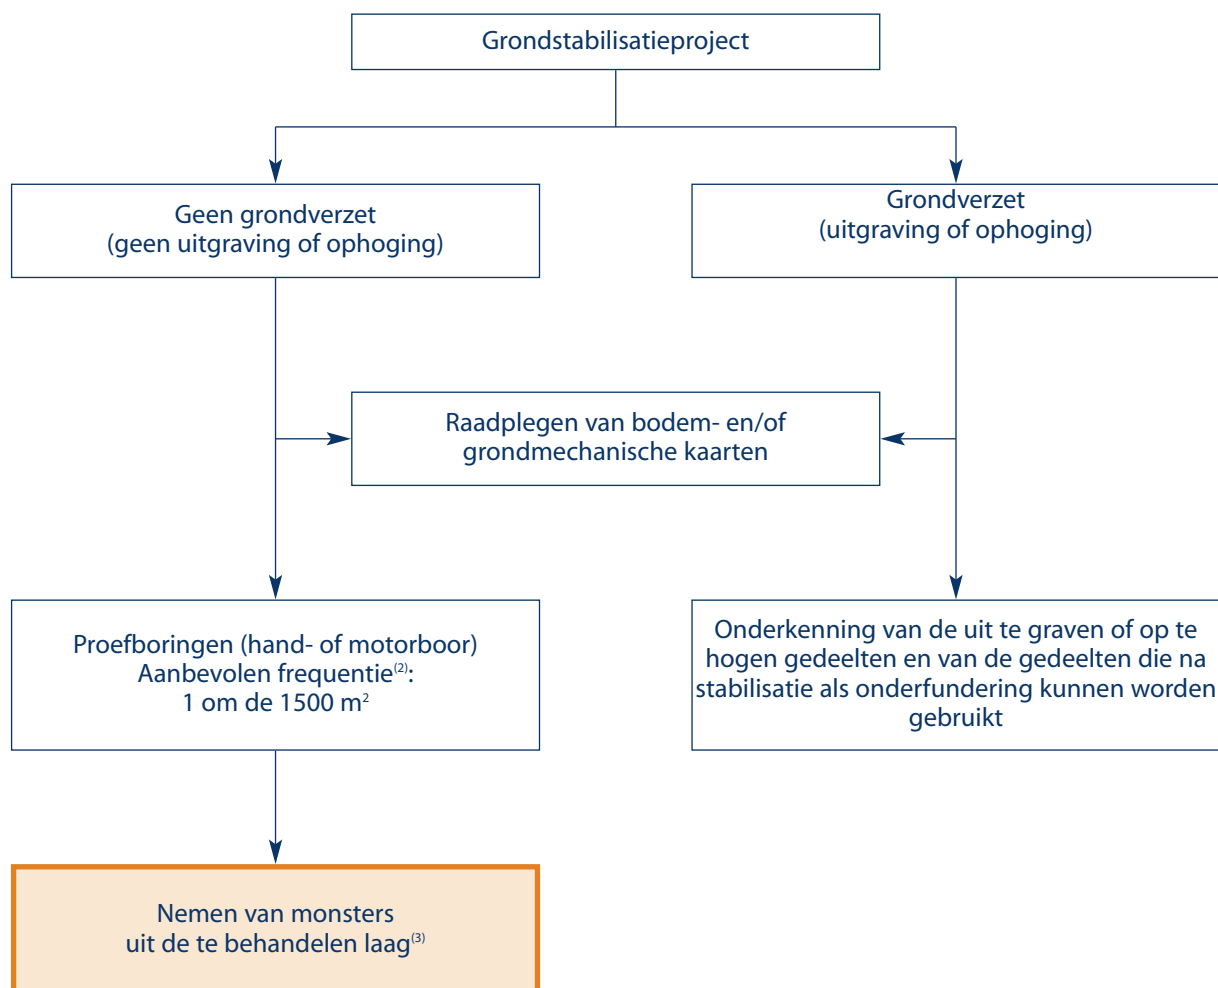 Grondstabilisatieproject
Geen grondverzet
(geen uitgraving of ophoging)
Grondverzet
(uitgraving of ophoging)
Raadplegen van bodem- en/of
grondmechanische kaarten
Proefboringen (hand- of motorboor)
Aanbevolen frequentie(2):
1 om de 1500 m²
Onderkenning van de uit te graven of op te
hogen gedeelten en van de gedeelten die na
stabilisatie als onderfundering kunnen worden
gebruikt
Nemen van monsters
uit de te behandelen laag(3)